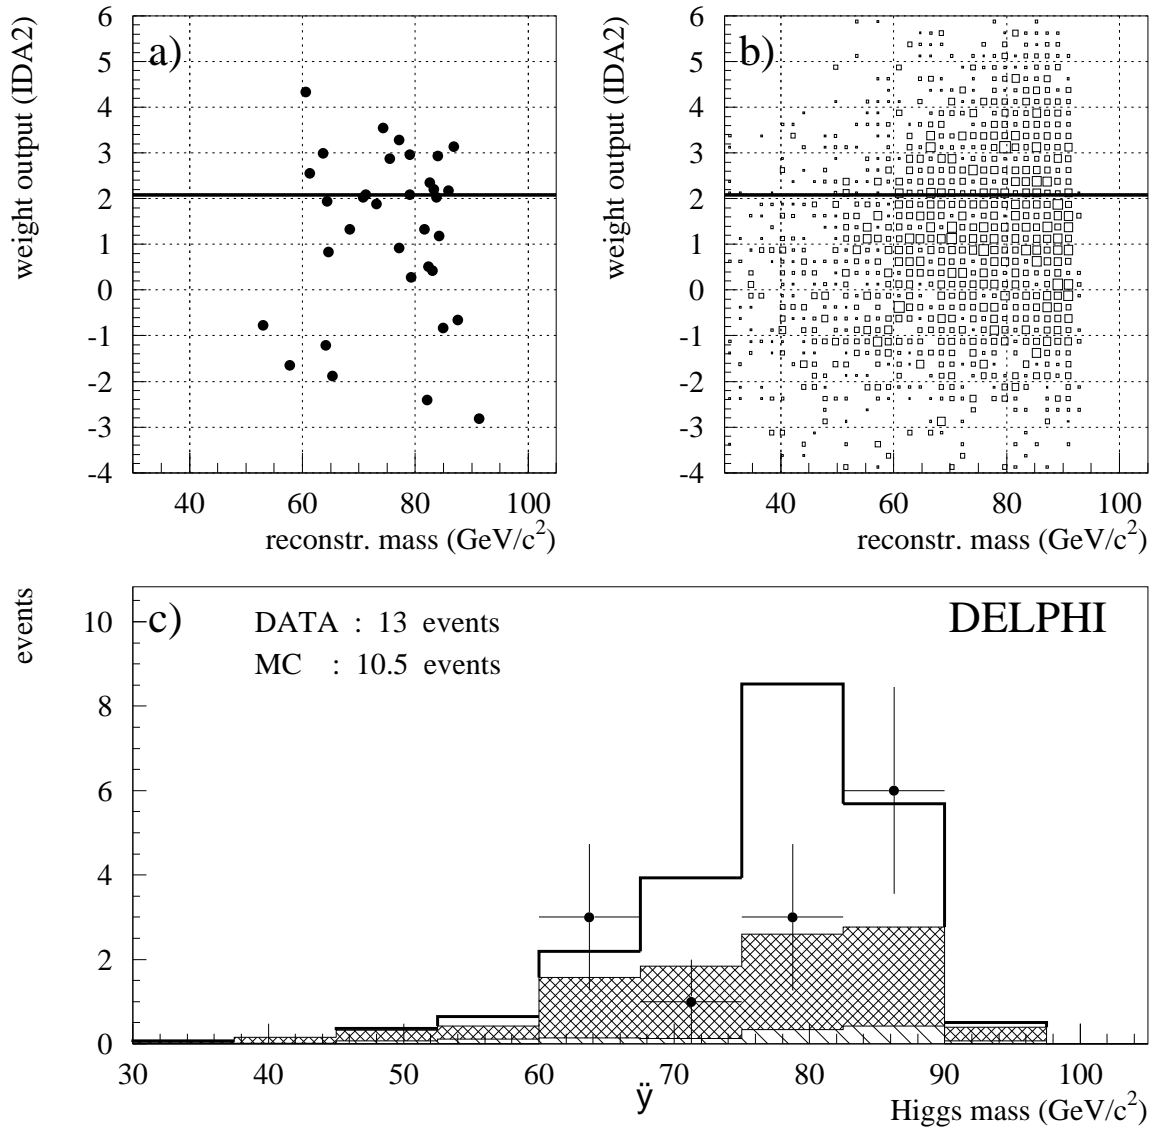 weight output (IDA2)
a)
6
5
4
3
2
1
0
-1
-2
-3
-4
40 60 80 100
reconstr. mass (GeV/c2)
weight output (IDA2)
b)
6
5
4
3
2
1
0
-1
-2
-3
-4
40 60 80 100
reconstr. mass (GeV/c2)
events
c)
DATA : 13 events
MC : 10.5 events
DELPHI
10
8
6
4
2
0
30 40 50 60 70 80 90 100
ÿ
Higgs mass (GeV/c2)